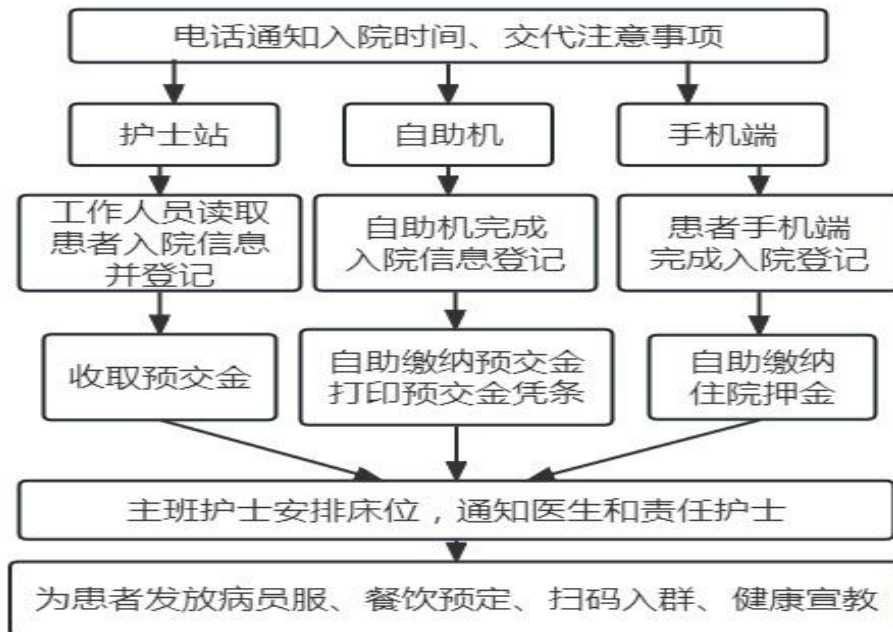 电话通知入院时间、交代注意事项
护士站
自助机
手机端
工作人员读取
患者入院信息
并登记
自助机完成
入院信息登记
患者手机端
完成入院登记
收取预交金
自助缴纳预交金
打印预交金凭条
自助缴纳
住院押金
主班护士安排床位，通知医生和责任护士
为患者发放病员服、餐饮预定、扫码入群、健康宣教